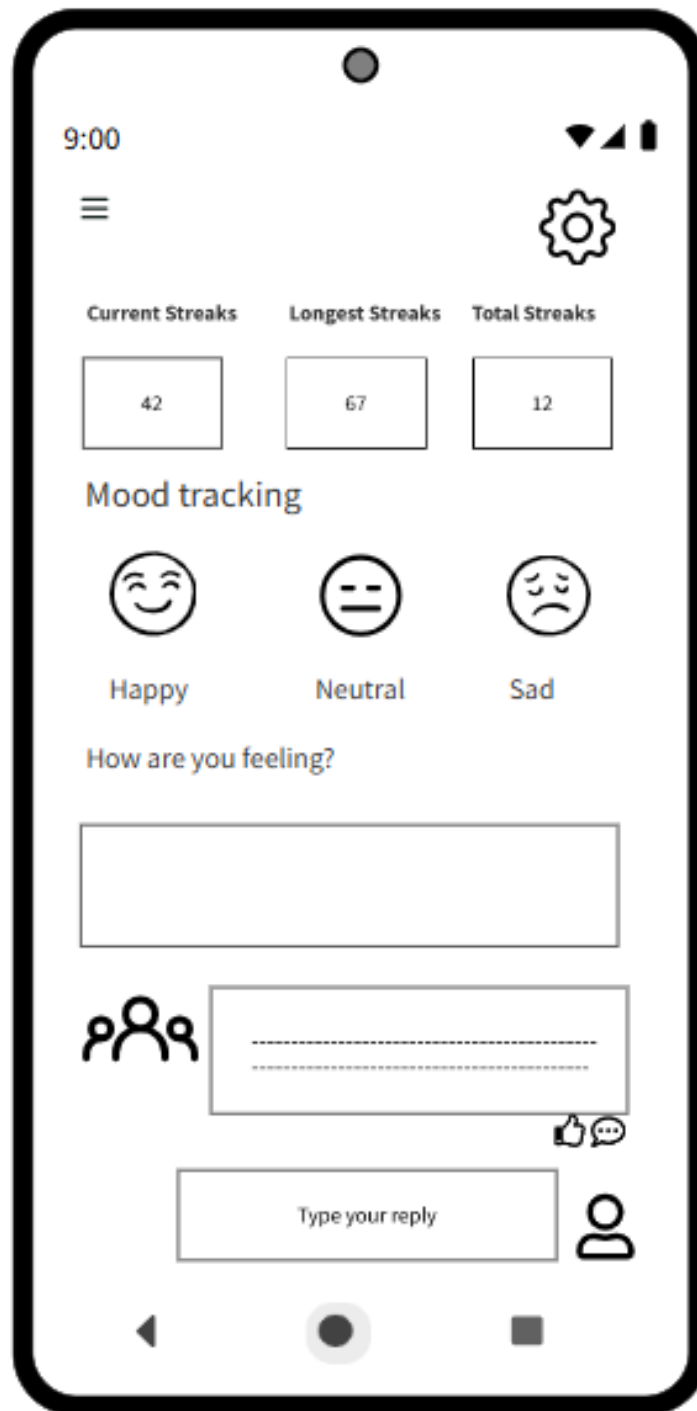 9:00
Current Streaks Longest Streaks Total Streaks
42 67 12
Mood tracking
Happy Neutral Sad
How are you feeling?
Type your reply